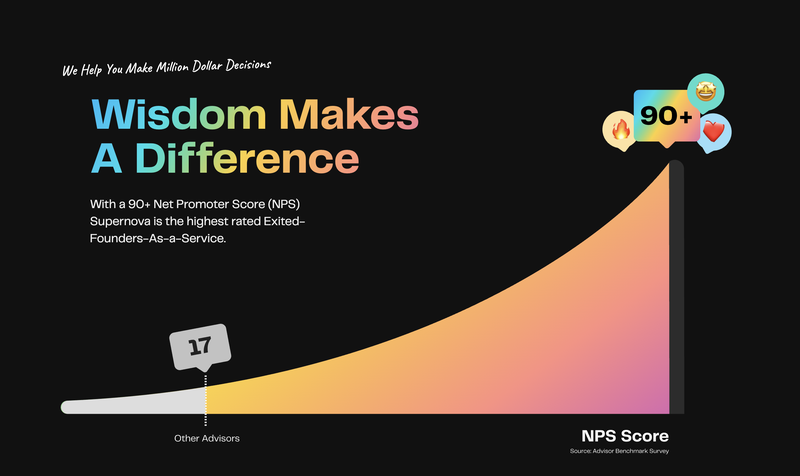 We Help You Make Million Dollar Decisions
Wisdom Makes
A Difference
With a 90+ Net Promoter Score (NPS)
Supernova is the highest rated Exited-
Founders-As-a-Service.
90+
17
Other Advisors
NPS Score
Source: Advisor Benchmark Survey